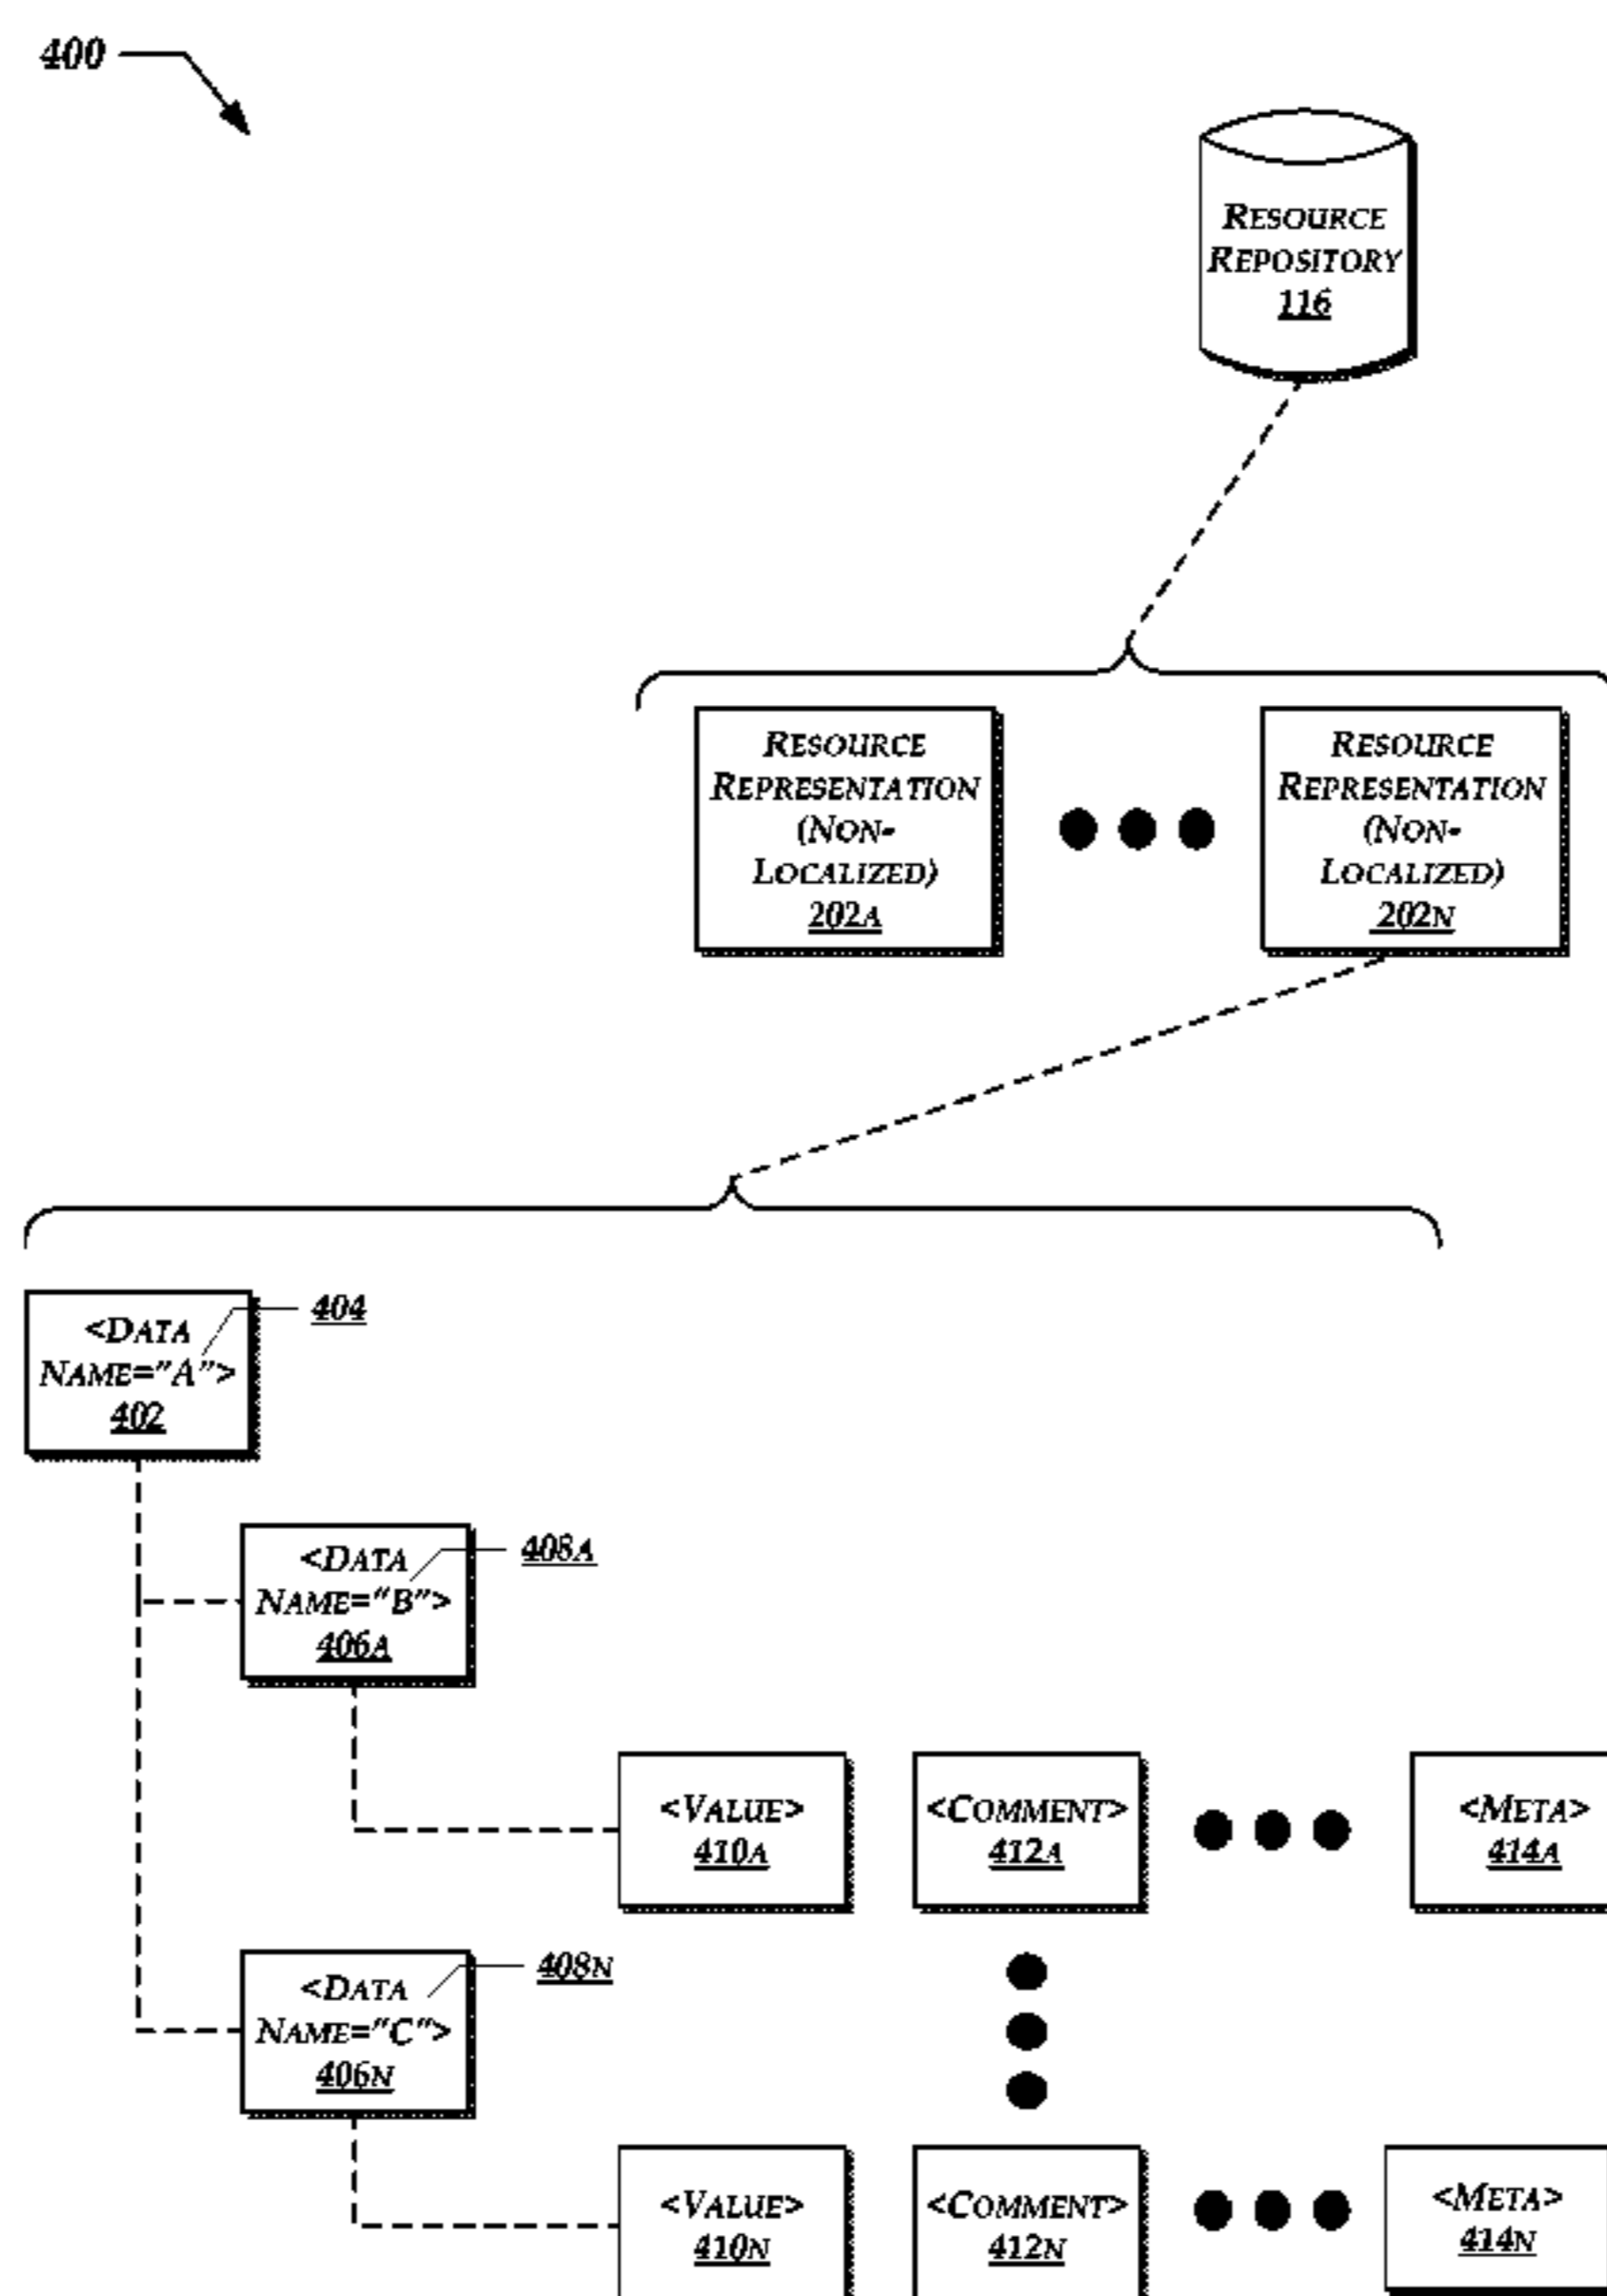 400
RESOURCE
REPOSITORY
116
RESOURCE
REPRESENTATION
(NON-
LOCALIZED)
202A
RESOURCE
REPRESENTATION
(NON-
LOCALIZED)
202N
404
<DATA
NAME="A">
402
408A
<DATA
NAME="B">
406A
<VALUE>
410A
<COMMENT>
412A
<META>
414A
408N
<DATA
NAME="C">
406N
<VALUE>
410N
<COMMENT>
412N
<META>
414N